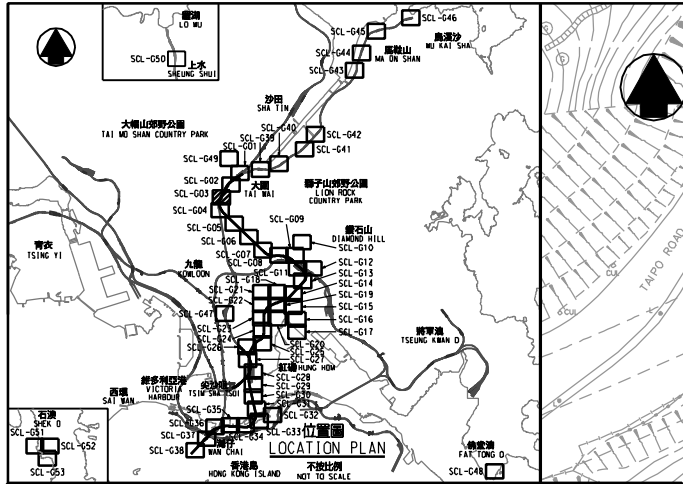 羅湖
LO WU
SCL-G50
上水
SHEUNG SHUI
SCL-G46
SCL-G45
烏溪沙
WU KAI SHA
SCL-G44
馬鞍山
MA ON SHAN
SCL-G43
沙田
SHA TIN
大帽山郊野公園
TAI MO SHAN COUNTRY PARK
SCL-G40
SCL-G39
SCL-G42
SCL-G01
SCL-G41
SCL-G49
SCL-G02
大圍
TAI WAI
SCL-G03
獅子山郊野公園
LION ROCK
COUNTRY PARK
SCL-G04
SCL-G05
SCL-G09
鑽石山
DIAMOND HILL
SCL-G06
SCL-G10
SCL-G07
SCL-G08
SCL-G12
青衣
TSING YI
九龍
KOWLOON
SCL-G11
SCL-G13
SCL-G18
SCL-G14
SCL-G21
SCL-G19
SCL-G22
SCL-G15
SCL-G47
SCL-G16
SCL-G23
SCL-G17
SCL-G24
SCL-G20
SCL-G26
SCL-G27
將軍澳
TSEUNG KWAN O
紅磡
HUNG HOM
SCL-G28
維多利亞港
VICTORIA
HARBOUR
尖沙咀
TSIM SHA TSUI
SCL-G29
西環
SAI WAN
SCL-G30
SCL-G31
SCL-G35
SCL-G32
SCL-G36
SCL-G33
SCL-G34
SCL-G37
灣仔
WAN CHAI
SCL-G38
石澳
SHEK O
SCL-G51
SCL-G52
SCL-G53
位置圖
LOCATION PLAN
香港島
HONG KONG ISLAND
不按比例
NOT TO SCALE
FAT TONG O
SCL-G48
TAIPO ROAD
CUL
CUL